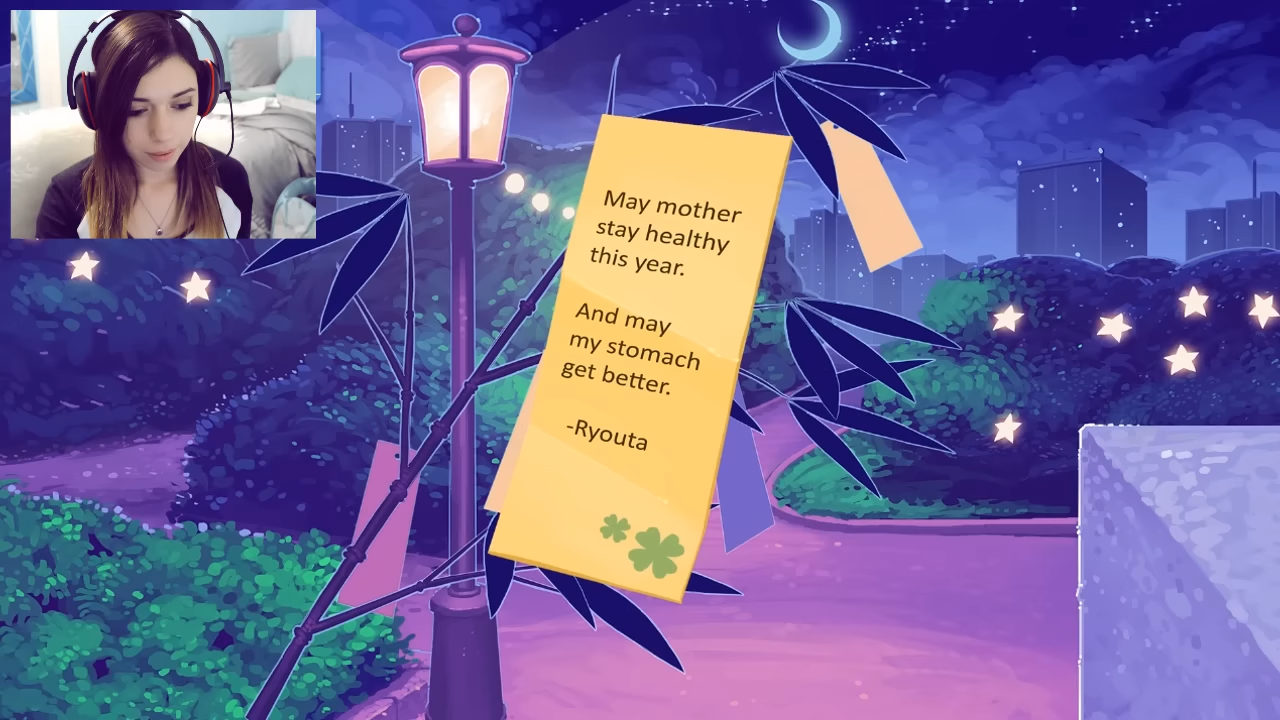 May mother
stay healthy
this year.
And may
my stomach
get better.
-Ryouta